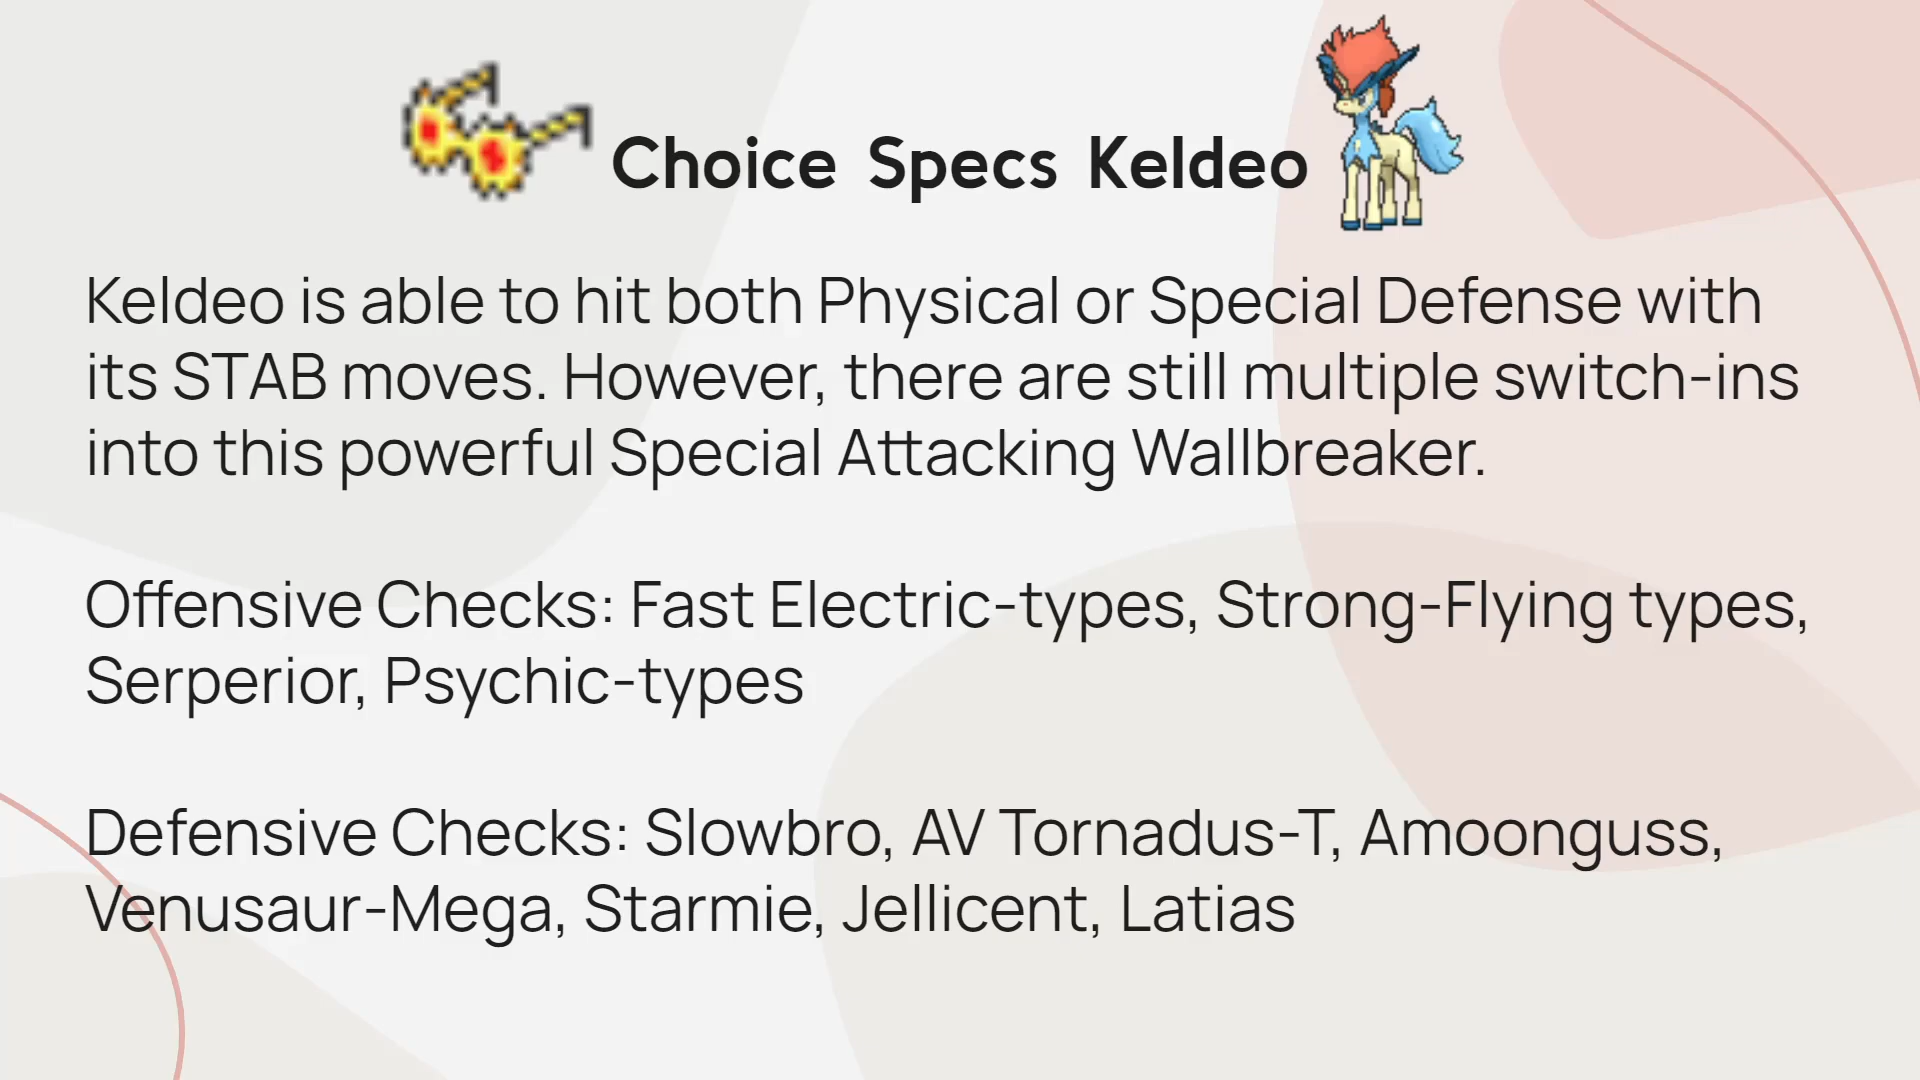 Choice Specs Keldeo
Keldeo is able to hit both Physical or Special Defense with
its STAB moves. However, there are still multiple switch-ins
into this powerful Special Attacking Wallbreaker.
Offensive Checks: Fast Electric-types, Strong-Flying types,
Serperior, Psychic-types
Defensive Checks: Slowbro, AV Tornadus-T, Amoonguss,
Venusaur-Mega, Starmie, Jellicent, Latias